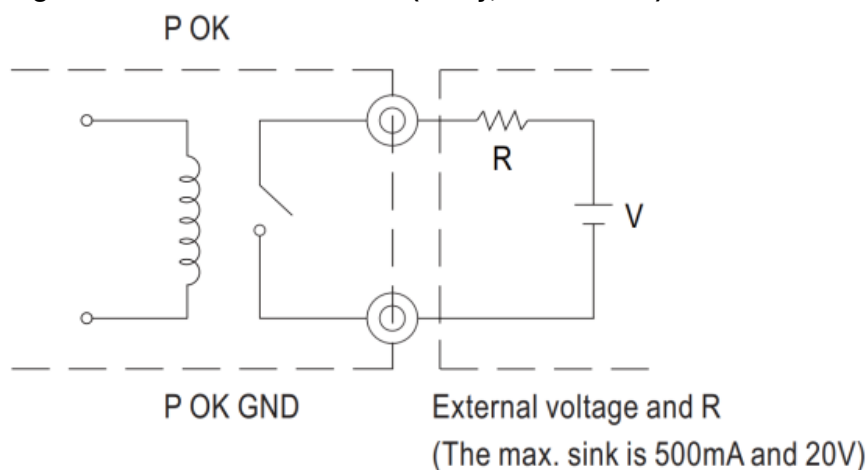 P OK
R
V
P OK GND
External voltage and R
(The max. sink is 500mA and 20V)